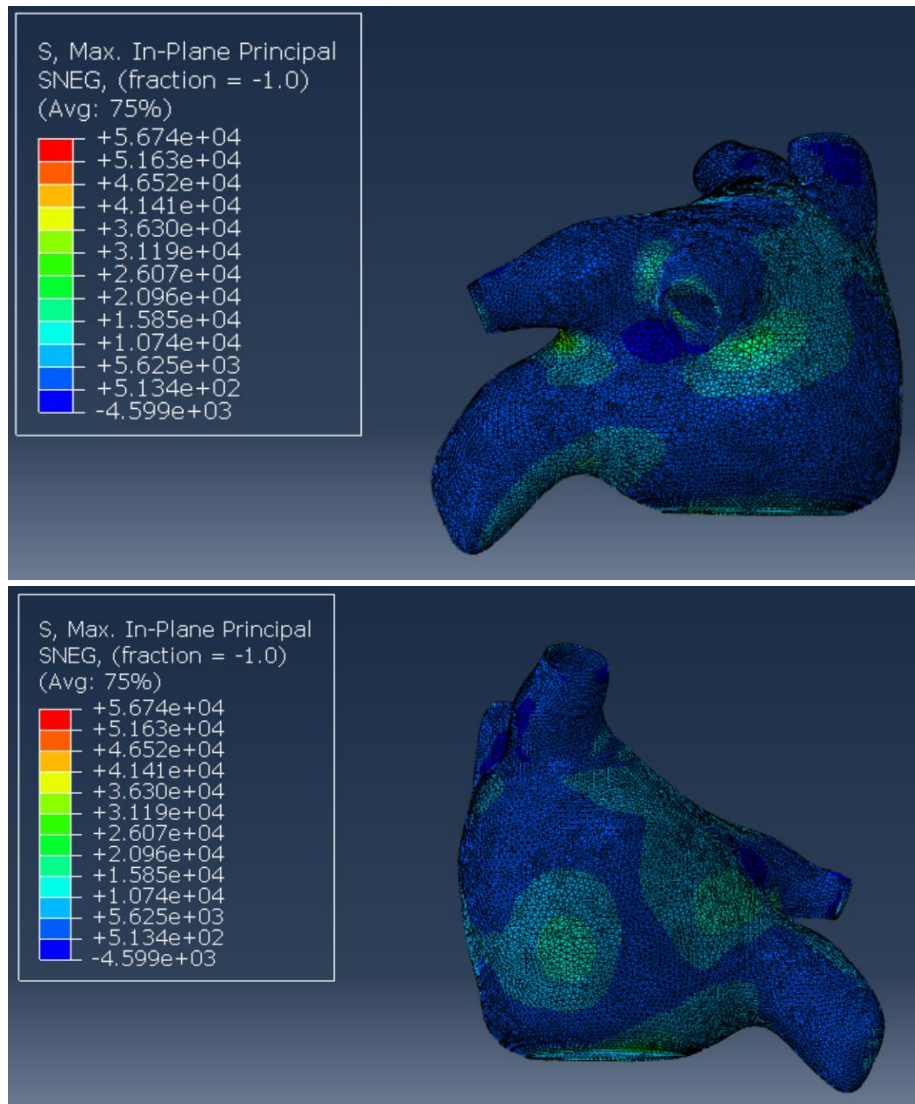 S, Max. In-Plane Principal
SNEG, (fraction = -1.0)
(Avg: 75%)
+5.674e+04
+5.163e+04
+4.652e+04
+4.141e+04
+3.630e+04
+3.119e+04
+2.607e+04
+2.096e+04
+1.585e+04
+1.074e+04
+5.625e+03
+5.134e+02
-4.599e+03
S, Max. In-Plane Principal
SNEG, (fraction = -1.0)
(Avg: 75%)
+5.674e+04
+5.163e+04
+4.652e+04
+4.141e+04
+3.630e+04
+3.119e+04
+2.607e+04
+2.096e+04
+1.585e+04
+1.074e+04
+5.625e+03
+5.134e+02
-4.599e+03